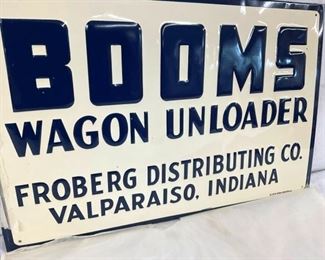 BOOMS
WAGON UNLOADER
FROBERG DISTRIBUTING CO.
VALPARAISO, INDIANA